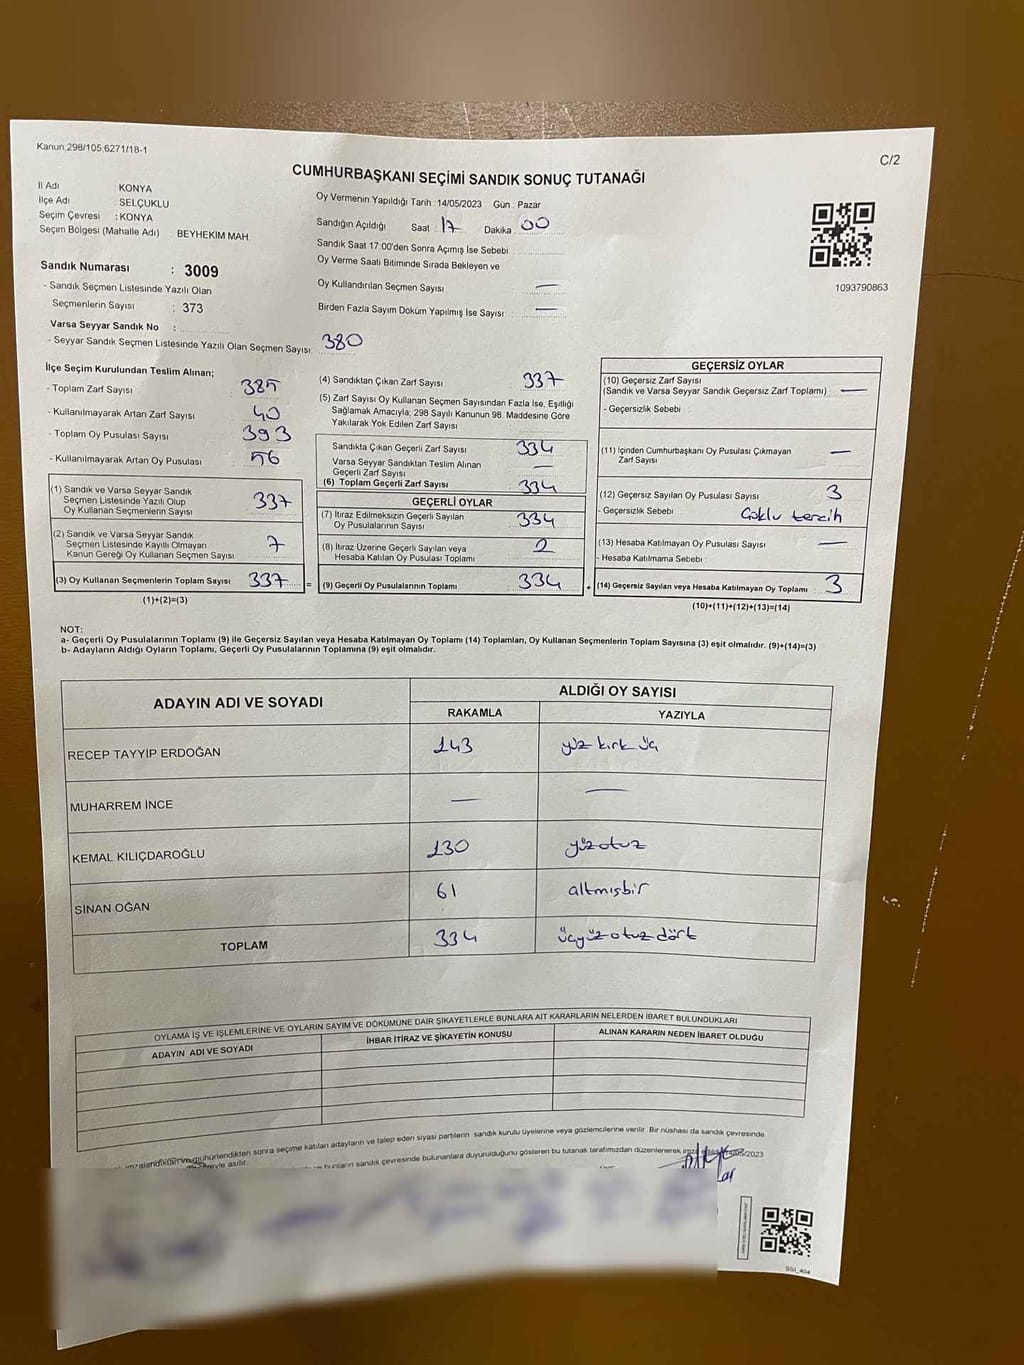 Kanun:298/105.6271/18-1
C/2
CUMHURBAŞKANI SEÇİMİ SANDIK SONUÇ TUTANAĞI
İl Adı : KONYA
İlçe Adı : SELÇUKLU
Seçim Çevresi : KONYA
Seçim Bölgesi (Mahalle Adı) : BEYHEKİM MAH
Sandık Numarası : 3009
- Sandık Seçmen Listesinde Yazılı Olan
Seçmenlerin Sayısı : 373
Varsa Seyyar Sandık No :
- Seyyar Sandık Seçmen Listesinde Yazılı Olan Seçmen Sayısı: 380
Oy Vermenin Yapıldığı Tarih :14/05/2023 Gün : Pazar
Sandığın Açıldığı Saat : 17 Dakika : 00
Sandık Saat 17:00'den Sonra Açımış İse Sebebi :
Oy Verme Saati Bitiminde Sırada Bekleyen ve
Oy Kullandırılan Seçmen Sayısı : —
Birden Fazla Sayım Döküm Yapılmış İse Sayısı : —
1093790863
İlçe Seçim Kurulundan Teslim Alınan;
- Toplam Zarf Sayısı 385
- Kullanılmayarak Artan Zarf Sayısı 40
- Toplam Oy Pusulası Sayısı 393
- Kullanılmayarak Artan Oy Pusulası 56
(1) Sandık ve Varsa Seyyar Sandık
Seçmen Listesinde Yazılı Olup
Oy Kullanan Seçmenlerin Sayısı 337
(2) Sandık ve Varsa Seyyar Sandık
Seçmen Listesinde Kayıtlı Olmayan
Kanun Gereği Oy Kullanan Seçmen Sayısı 7
(3) Oy Kullanan Seçmenlerin Toplam Sayısı 337 =
(1)+(2)=(3)
(4) Sandıktan Çıkan Zarf Sayısı 337
(5) Zarf Sayısı Oy Kullanan Seçmen Sayısından Fazla İse, Eşitliği
Sağlamak Amacıyla; 298 Sayılı Kanunun 98. Maddesine Göre
Yakılarak Yok Edilen Zarf Sayısı
Sandıkta Çıkan Geçerli Zarf Sayısı 334
Varsa Seyyar Sandıktan Teslim Alınan
Geçerli Zarf Sayısı —
(6) Toplam Geçerli Zarf Sayısı 334
GEÇERLİ OYLAR
(7) İtiraz Edilmeksizin Geçerli Sayılan
Oy Pusulalarının Sayısı 334
(8) İtiraz Üzerine Geçerli Sayılan veya
Hesaba Katılan Oy Pusulası Toplamı
(9) Geçerli Oy Pusulalarının Toplamı 334 +
GEÇERSİZ OYLAR
(10) Geçersiz Zarf Sayısı
(Sandık ve Varsa Seyyar Sandık Geçersiz Zarf Toplamı) —
- Geçersizlik Sebebi :
(11) İçinden Cumhurbaşkanı Oy Pusulası Çıkmayan
Zarf Sayısı —
(12) Geçersiz Sayılan Oy Pusulası Sayısı 3
- Geçersizlik Sebebi : Çoklu tercih
(13) Hesaba Katılmayan Oy Pusulası Sayısı —
- Hesaba Katılmama Sebebi :
(14) Geçersiz Sayılan veya Hesaba Katılmayan Oy Toplamı : 3
(10)+(11)+(12)+(13)=(14)
NOT:
a- Geçerli Oy Pusulalarının Toplamı (9) ile Geçersiz Sayılan veya Hesaba Katılmayan Oy Toplamı (14) Toplamları, Oy Kullanan Seçmenlerin Toplam Sayısına (3) eşit olmalıdır. (9)+(14)=(3)
b- Adayların Aldığı Oyların Toplamı, Geçerli Oy Pusulalarının Toplamına (9) eşit olmalıdır.
ADAYIN ADI VE SOYADI
ALDIĞI OY SAYISI
RAKAMLA YAZIYLA
RECEP TAYYİP ERDOĞAN 143 yüz kırk üç
MUHARREM İNCE — —
KEMAL KILIÇDAROĞLU 130 yüzotuz
SİNAN OĞAN 61 altmışbir
TOPLAM 334 üçyüz otuz dört
OYLAMA İŞ VE İŞLEMLERİNE VE OYLARIN SAYIM VE DÖKÜMÜNE DAİR ŞİKAYETLERLE BUNLARA AİT KARARLARIN NELERDEN İBARET BULUNDUKLARI
ADAYIN ADI VE SOYADI İHBAR İTİRAZ VE ŞİKAYETİN KONUSU ALINAN KARARIN NEDEN İBARET OLDUĞU
mühürlendikten sonra seçime katılan adayların ve talep eden siyasi partilerin sandık kurulu üyelerine veya gözlemcilerine verilir. Bir nüshası da sandık çevresinde
asılır.
bunların sandık çevresinde bulunanlara duyurulduğunu gösteren bu tutanak tarafımızdan düzenlenerek